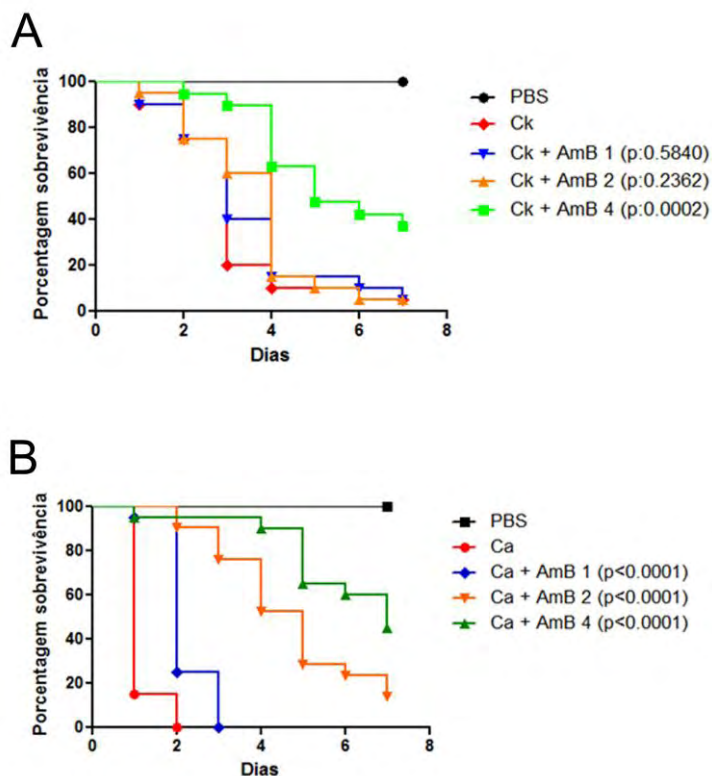 A
Porcentagem sobrevivência
100
80
60
40
20
0
0 2 4 6 8
Dias
PBS
Ck
Ck + AmB 1 (p:0.5840)
Ck + AmB 2 (p:0.2362)
Ck + AmB 4 (p:0.0002)
B
Porcentagem sobrevivência
100
80
60
40
20
0
0 2 4 6 8
Dias
PBS
Ca
Ca + AmB 1 (p<0.0001)
Ca + AmB 2 (p<0.0001)
Ca + AmB 4 (p<0.0001)